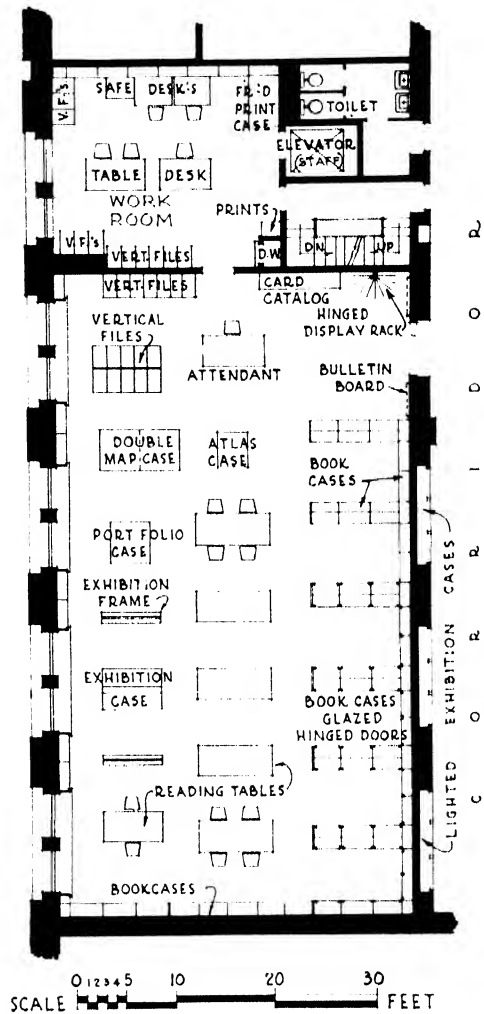 SAFE
DESK'S
FR'D
PRINT
CASE
V. F.'s
TOILET
ELEVATOR
STAFF
TABLE
DESK
WORK
ROOM
PRINTS
V.F.'s
VERT FILES
D.W.
DN.
UP
VERT FILES
CARD
CATALOG
HINGED
DISPLAY RACK
VERTICAL
FILES
ATTENDANT
BULLETIN
BOARD
DOUBLE
MAP CASE
ATLAS
CASE
BOOK
CASES
PORT FOLIO
CASE
EXHIBITION
FRAME
EXHIBITION
CASE
BOOK CASES
GLAZED
HINGED DOORS
READING TABLES
BOOKCASES
LIGHTED EXHIBITION CASES
CORRIDOR
0 1 2 3 4 5 10 20 30
SCALE FEET